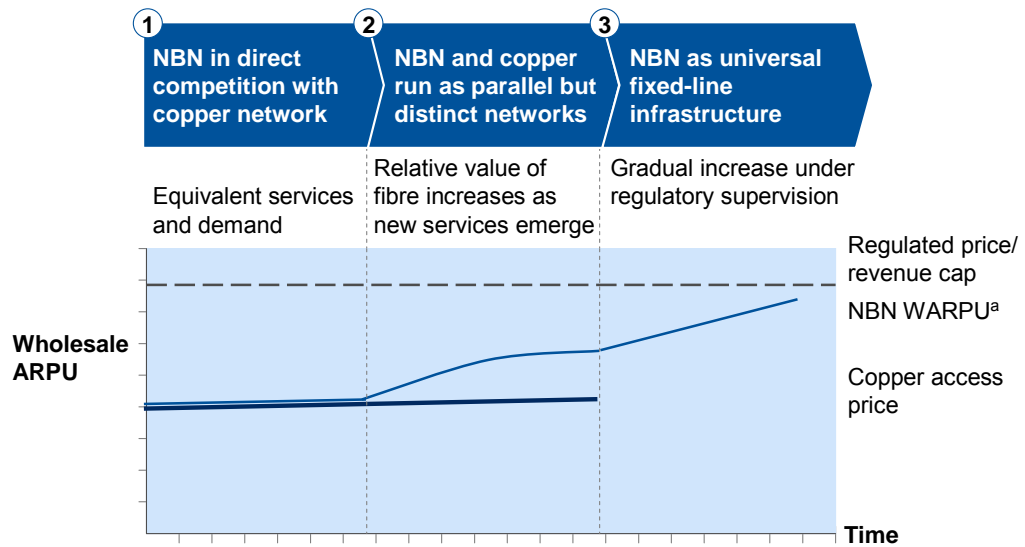 1
NBN in direct
competition with
copper network
2
NBN and copper
run as parallel but
distinct networks
3
NBN as universal
fixed-line
infrastructure
Equivalent services
and demand
Relative value of
fibre increases as
new services emerge
Gradual increase under
regulatory supervision
Regulated price/
revenue cap
NBN WARPUᵃ
Wholesale
ARPU
Copper access
price
Time